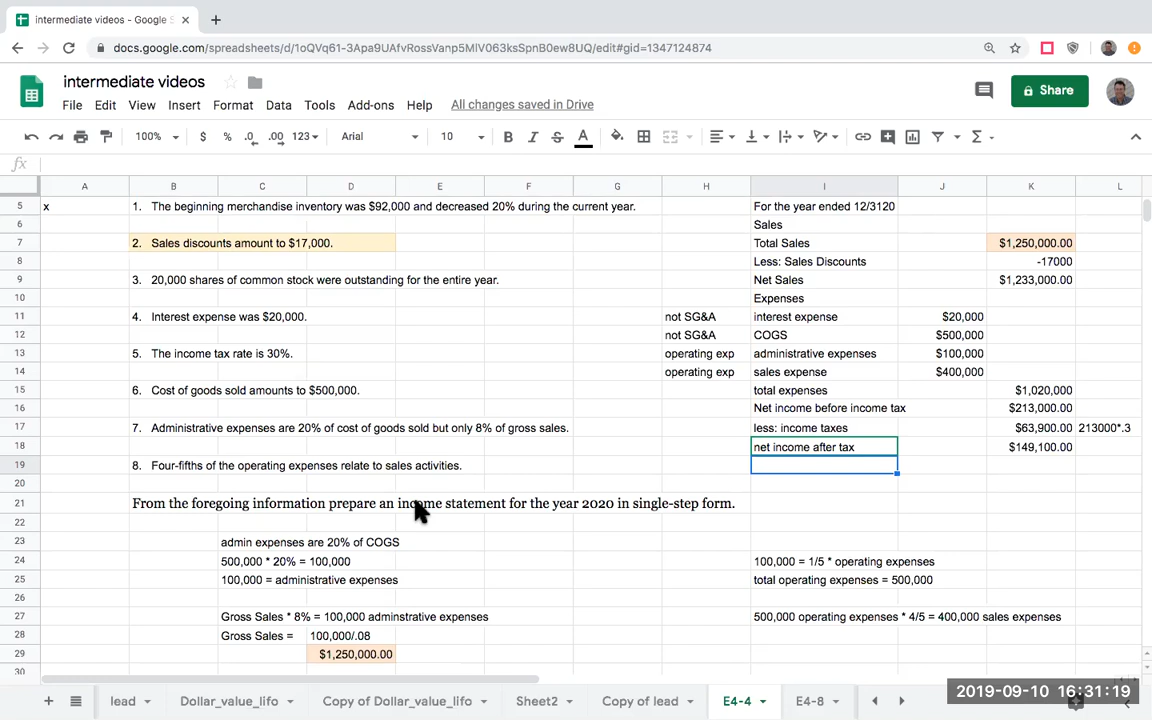 intermediate videos - Google S
docs.google.com/spreadsheets/d/1oQVq61-3Apa9UAfvRossVanp5MlV063ksSpnB0ew8UQ/edit#gid=1347124874
intermediate videos
File Edit View Insert Format Data Tools Add-ons Help All changes saved in Drive
Share
100% $ % .0 .00 123 Arial 10 B I S A
fx
A B C D E F G H I J K L
5 x 1. The beginning merchandise inventory was $92,000 and decreased 20% during the current year. For the year ended 12/3120
6 Sales
7 2. Sales discounts amount to $17,000. Total Sales $1,250,000.00
8 Less: Sales Discounts -17000
9 3. 20,000 shares of common stock were outstanding for the entire year. Net Sales $1,233,000.00
10 Expenses
11 4. Interest expense was $20,000. not SG&A interest expense $20,000
12 not SG&A COGS $500,000
13 5. The income tax rate is 30%. operating exp administrative expenses $100,000
14 operating exp sales expense $400,000
15 6. Cost of goods sold amounts to $500,000. total expenses $1,020,000
16 Net income before income tax $213,000.00
17 7. Administrative expenses are 20% of cost of goods sold but only 8% of gross sales. less: income taxes $63,900.00 213000*.3
18 net income after tax $149,100.00
19 8. Four-fifths of the operating expenses relate to sales activities.
20
21 From the foregoing information prepare an income statement for the year 2020 in single-step form.
22
23 admin expenses are 20% of COGS
24 500,000 * 20% = 100,000 100,000 = 1/5 * operating expenses
25 100,000 = administrative expenses total operating expenses = 500,000
26
27 Gross Sales * 8% = 100,000 adminstrative expenses 500,000 operating expenses * 4/5 = 400,000 sales expenses
28 Gross Sales = 100,000/.08
29 $1,250,000.00
30
lead Dollar_value_lifo Copy of Dollar_value_lifo Sheet2 Copy of lead E4-4 E4-8
2019-09-10 16:31:19